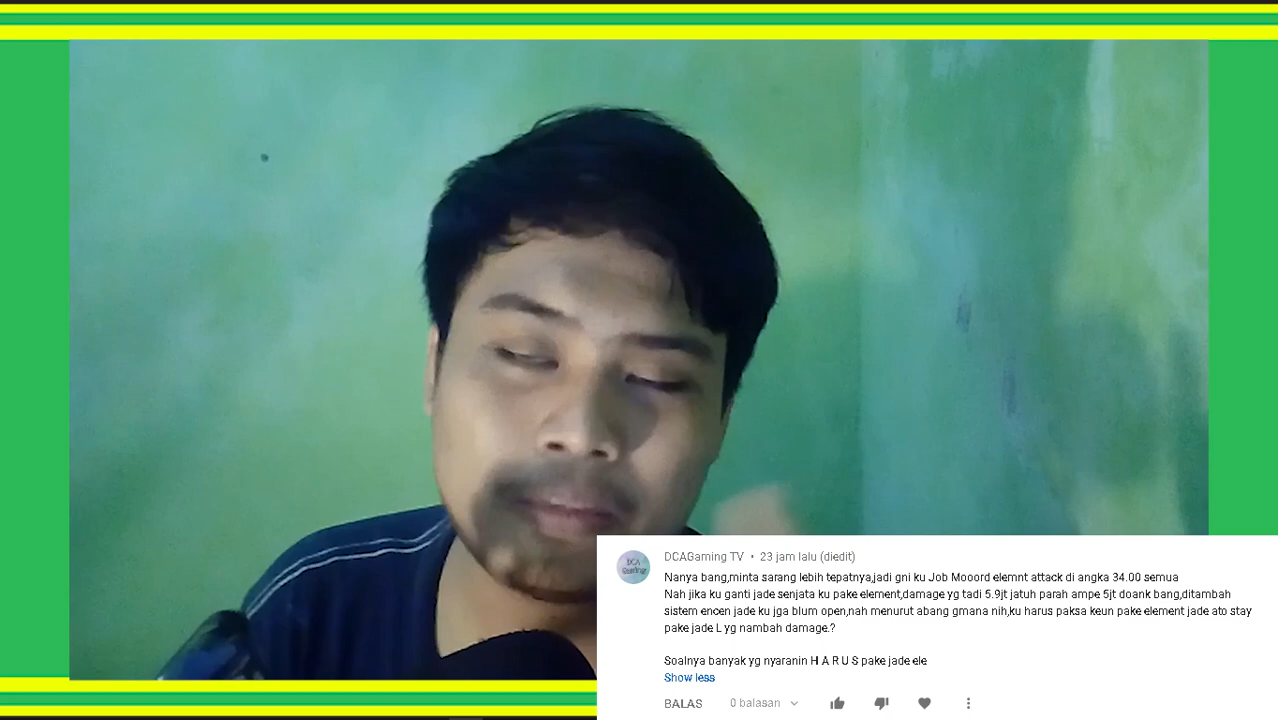 DCA
Gaming
DCAGaming TV • 23 jam lalu (diedit)
Nanya bang,minta sarang lebih tepatnya,jadi gni ku Job Mooord elemnt attack di angka 34.00 semua
Nah jika ku ganti jade senjata ku pake element,damage yg tadi 5.9jt jatuh parah ampe 5jt doank bang,ditambah
sistem encen jade ku jga blum open,nah menurut abang gmana nih,ku harus paksa keun pake element jade ato stay
pake jade L yg nambah damage.?
Soalnya banyak yg nyaranin H A R U S pake jade ele
Show less
BALAS 0 balasan